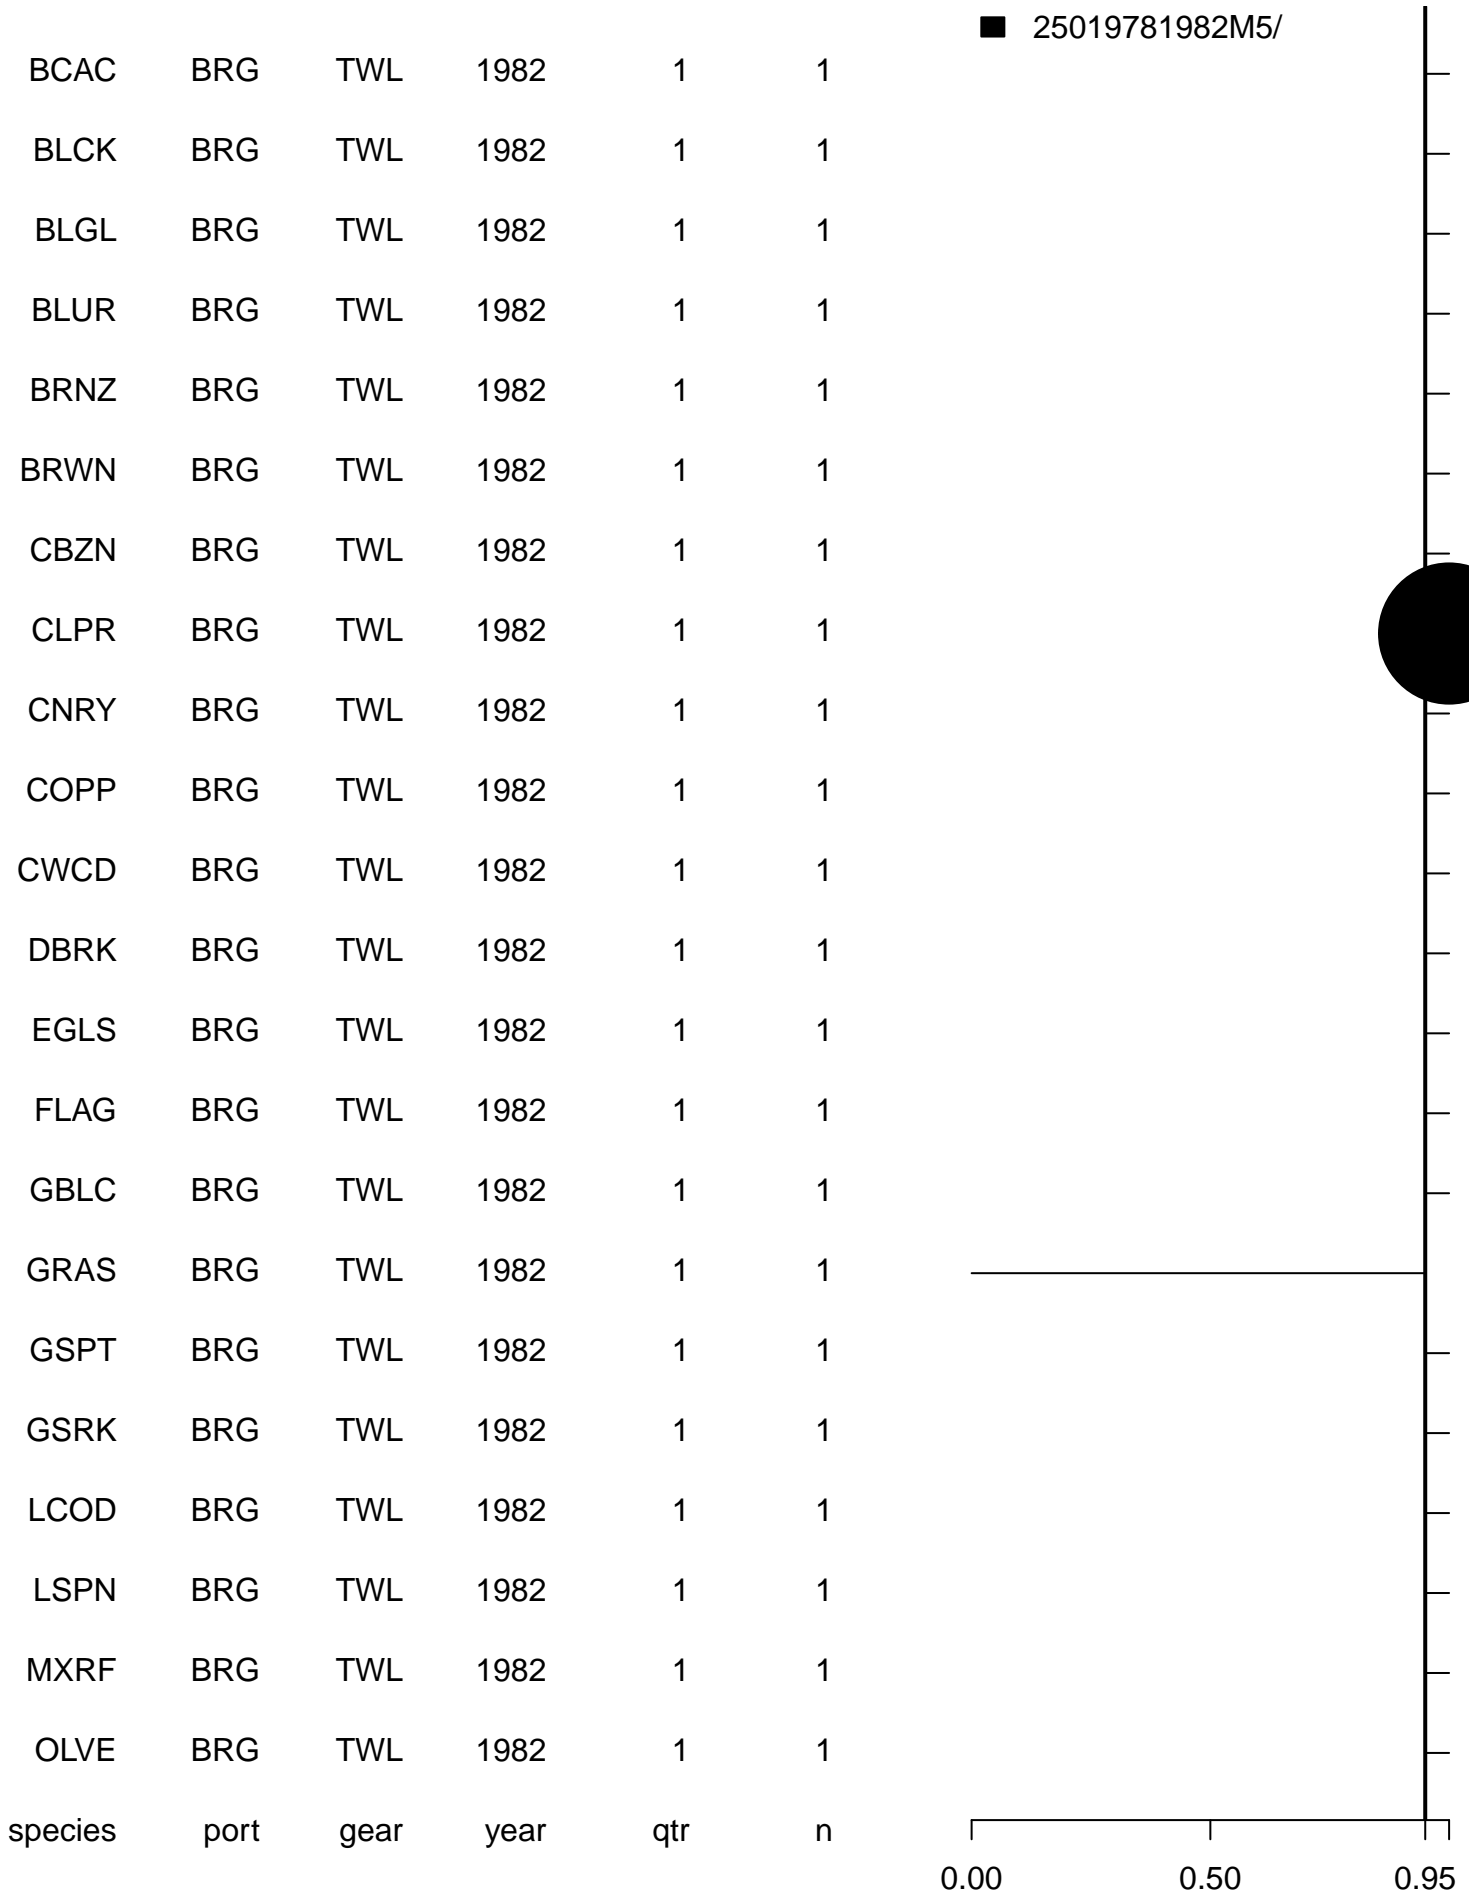 25019781982M5/
BCAC BRG TWL 1982 1 1
BLCK BRG TWL 1982 1 1
BLGL BRG TWL 1982 1 1
BLUR BRG TWL 1982 1 1
BRNZ BRG TWL 1982 1 1
BRWN BRG TWL 1982 1 1
CBZN BRG TWL 1982 1 1
CLPR BRG TWL 1982 1 1
CNRY BRG TWL 1982 1 1
COPP BRG TWL 1982 1 1
CWCD BRG TWL 1982 1 1
DBRK BRG TWL 1982 1 1
EGLS BRG TWL 1982 1 1
FLAG BRG TWL 1982 1 1
GBLC BRG TWL 1982 1 1
GRAS BRG TWL 1982 1 1
GSPT BRG TWL 1982 1 1
GSRK BRG TWL 1982 1 1
LCOD BRG TWL 1982 1 1
LSPN BRG TWL 1982 1 1
MXRF BRG TWL 1982 1 1
OLVE BRG TWL 1982 1 1
species port gear year qtr n
0.00 0.50 0.95